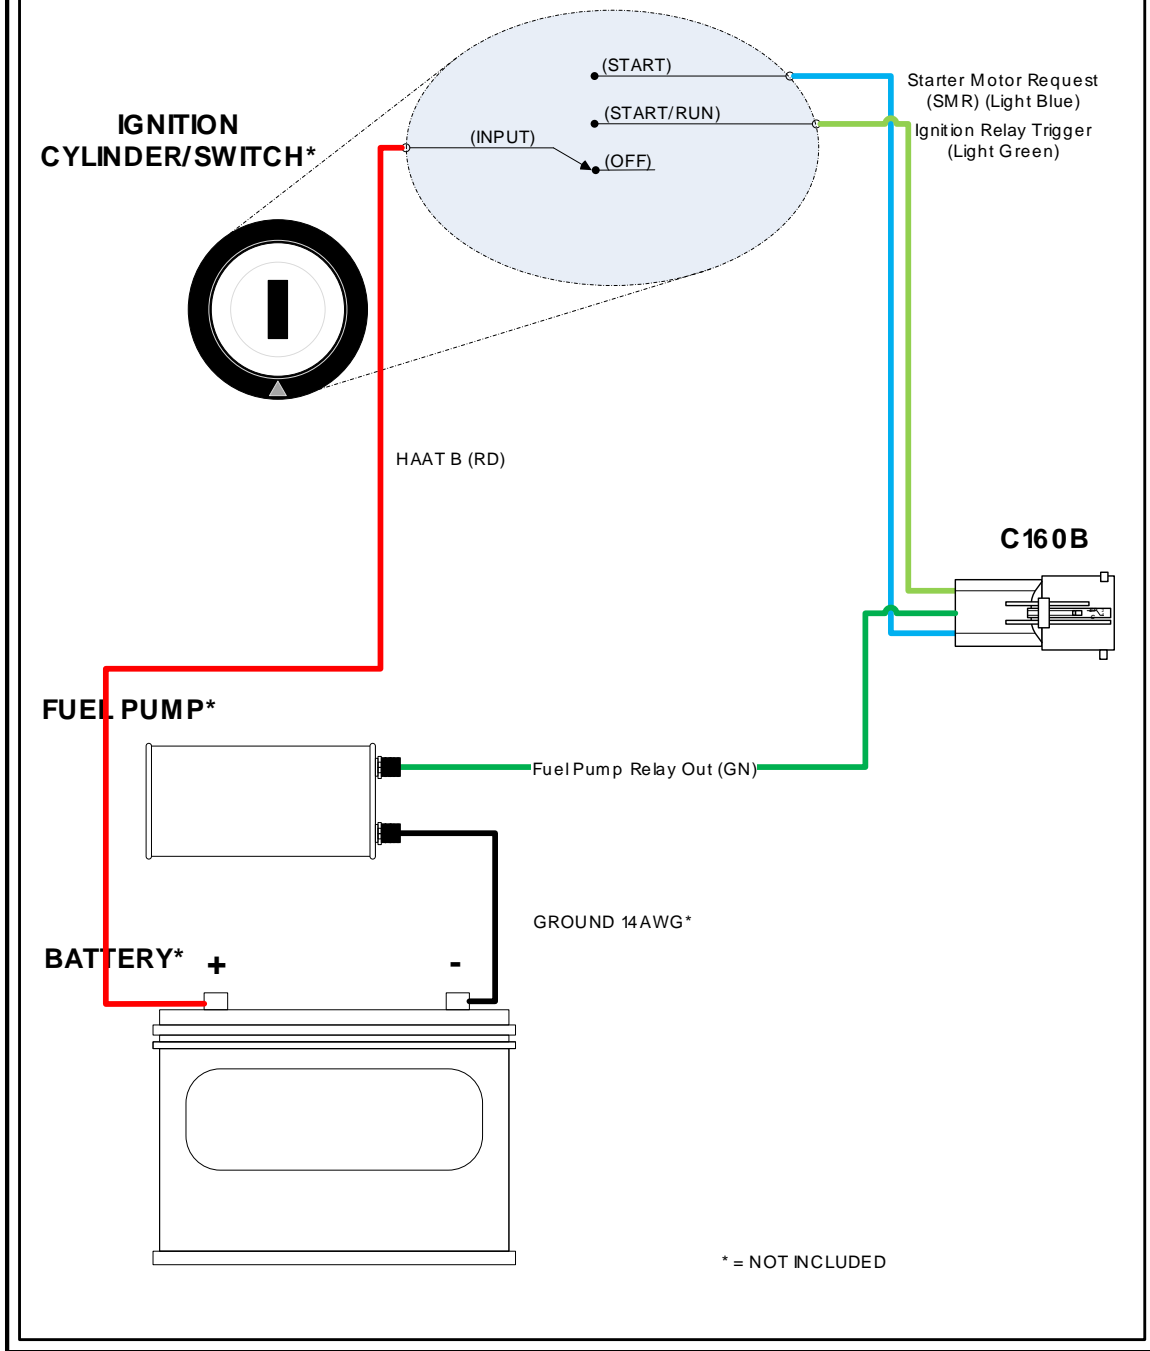 (START)
Starter Motor Request
(SMR) (Light Blue)
(START/RUN)
IGNITION
CYLINDER/SWITCH*
Ignition Relay Trigger
(Light Green)
(INPUT)
(OFF)
HAAT B (RD)
C160B
FUEL PUMP*
Fuel Pump Relay Out (GN)
GROUND 14AWG*
BATTERY*
+
-
* = NOT INCLUDED